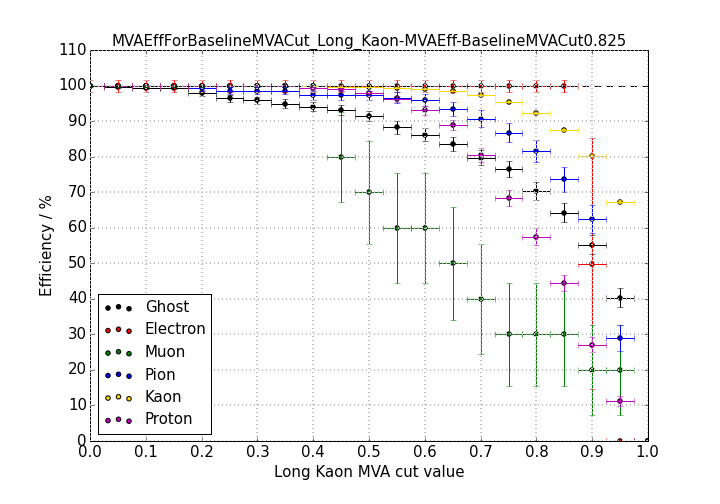 MVAEffForBaselineMVACut_Long_Kaon-MVAEff-BaselineMVACut0.825
110
100
90
80
70
60
50
40
30
20
10
0
Efficiency / %
Ghost
Electron
Muon
Pion
Kaon
Proton
0.0 0.1 0.2 0.3 0.4 0.5 0.6 0.7 0.8 0.9 1.0
Long Kaon MVA cut value